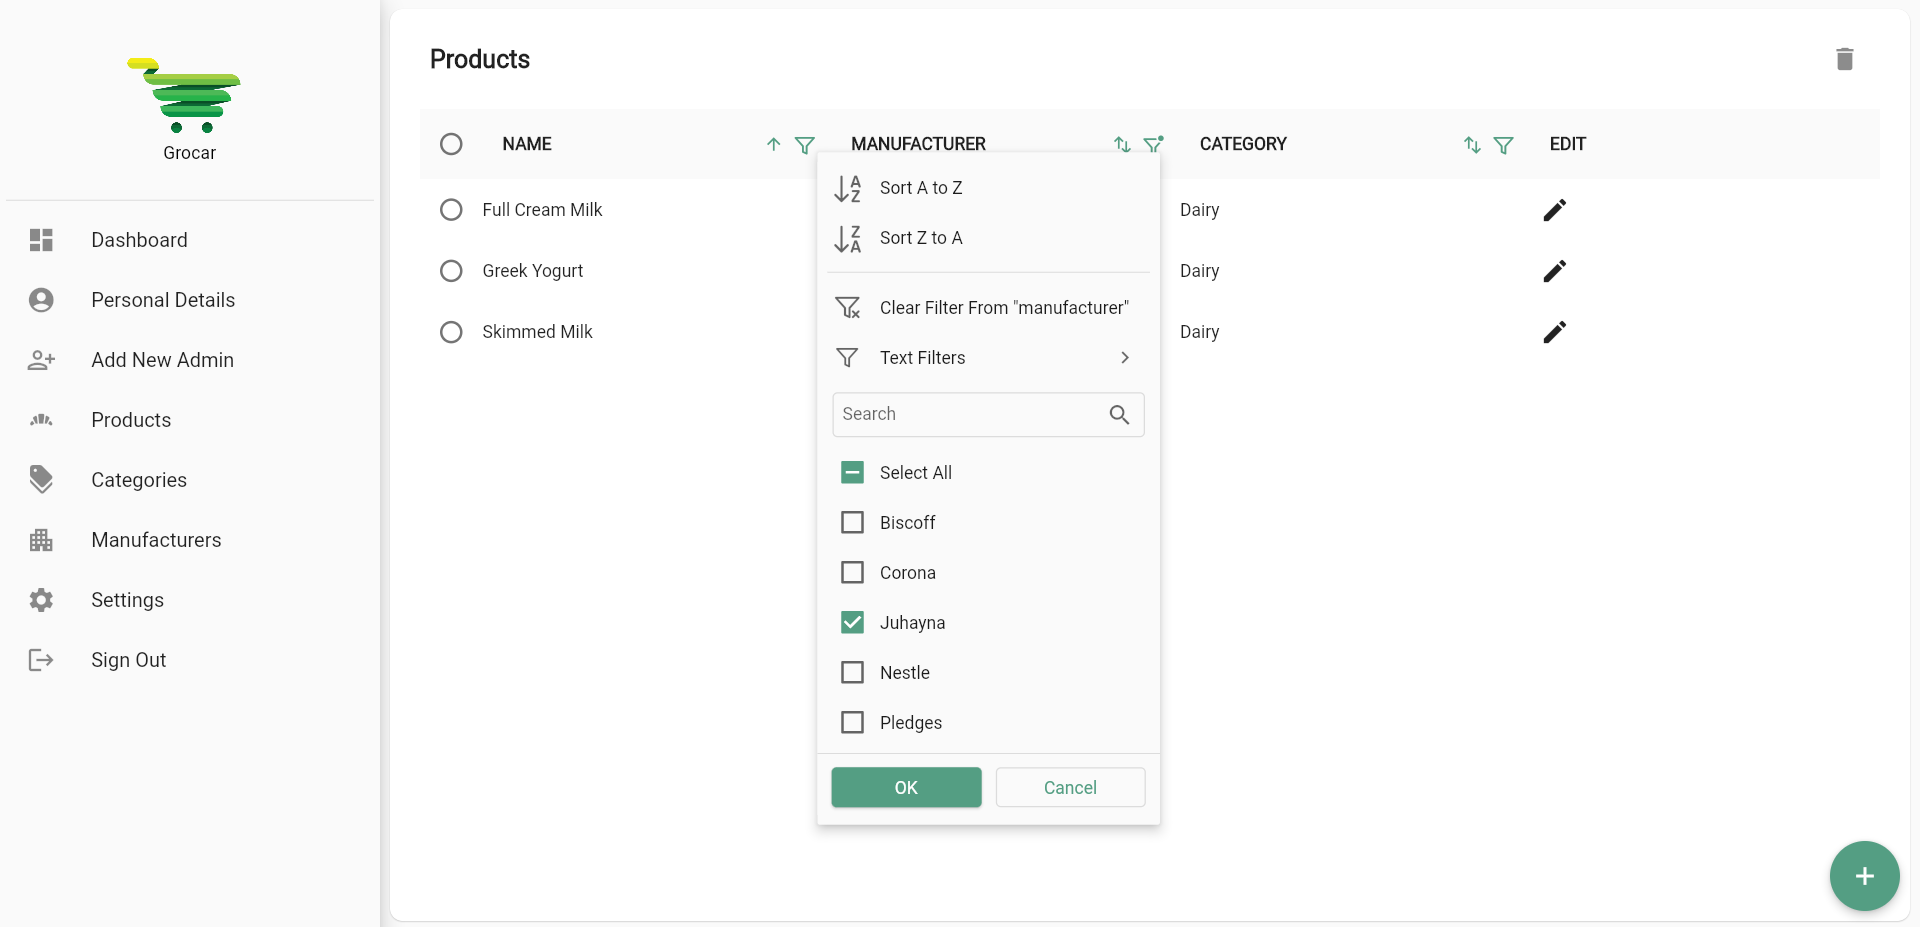 Grocar
Dashboard
Personal Details
Add New Admin
Products
Categories
Manufacturers
Settings
Sign Out
Products
NAME MANUFACTURER CATEGORY EDIT
Full Cream Milk Dairy
Greek Yogurt Dairy
Skimmed Milk Dairy
A Z Sort A to Z
Z A Sort Z to A
Clear Filter From "manufacturer"
Text Filters
Search
Select All
Biscoff
Corona
Juhayna
Nestle
Pledges
OK Cancel